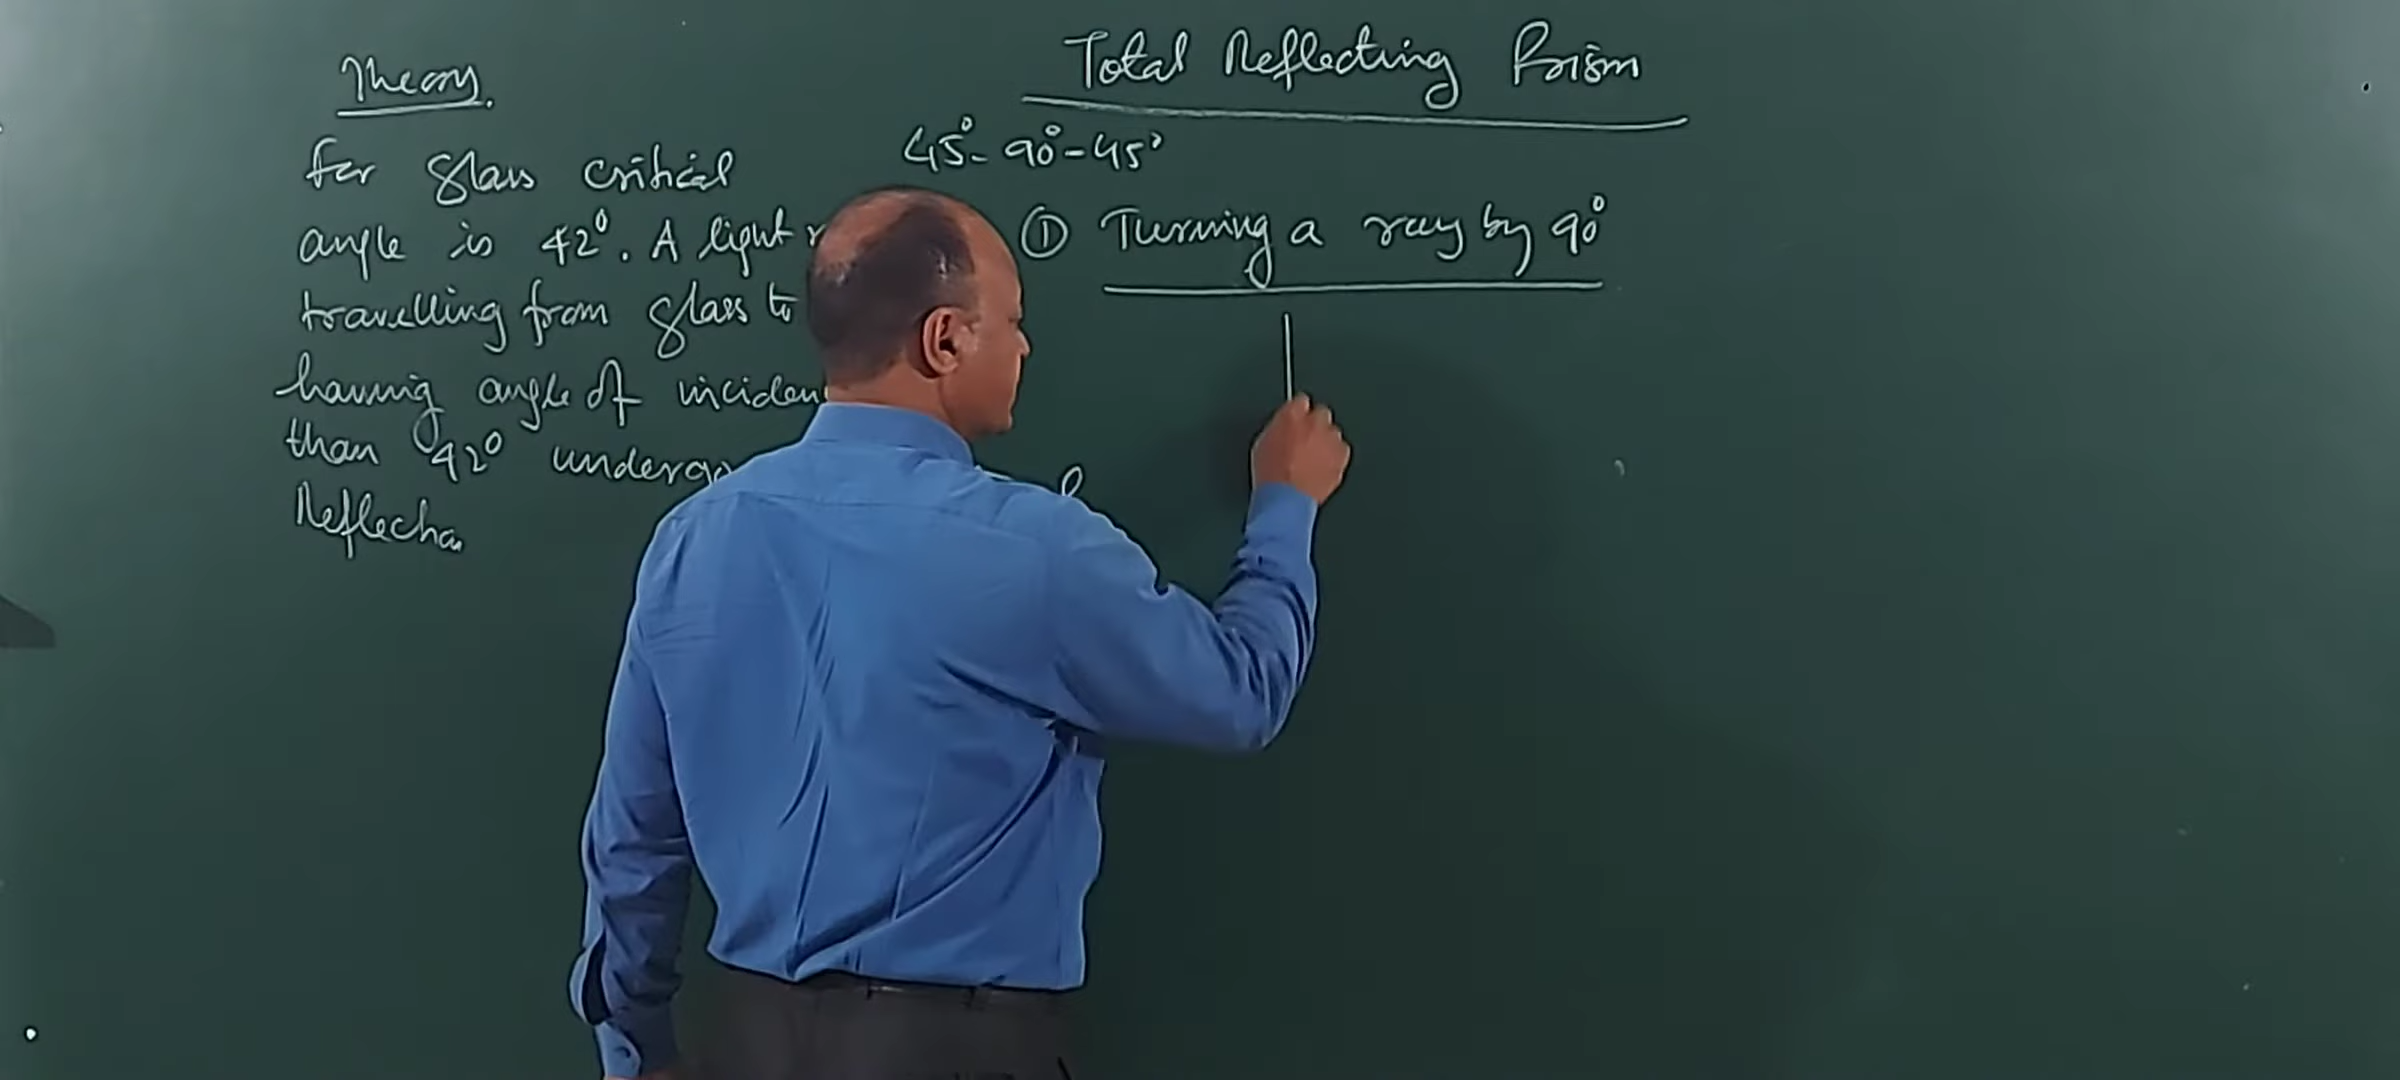 Theory.
For glass critical
angle is 42°. A light
travelling from glass to
having angle of inciden
than 42° undergo
Reflection
Total Reflecting Prism
45°- 90°-45°
① Turning a ray by 90°